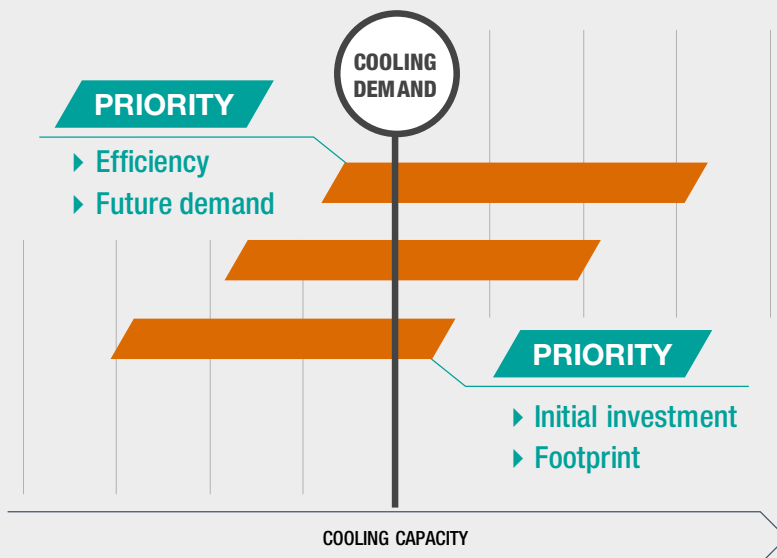 COOLING
DEMAND
PRIORITY
Efficiency
Future demand
PRIORITY
Initial investment
Footprint
COOLING CAPACITY